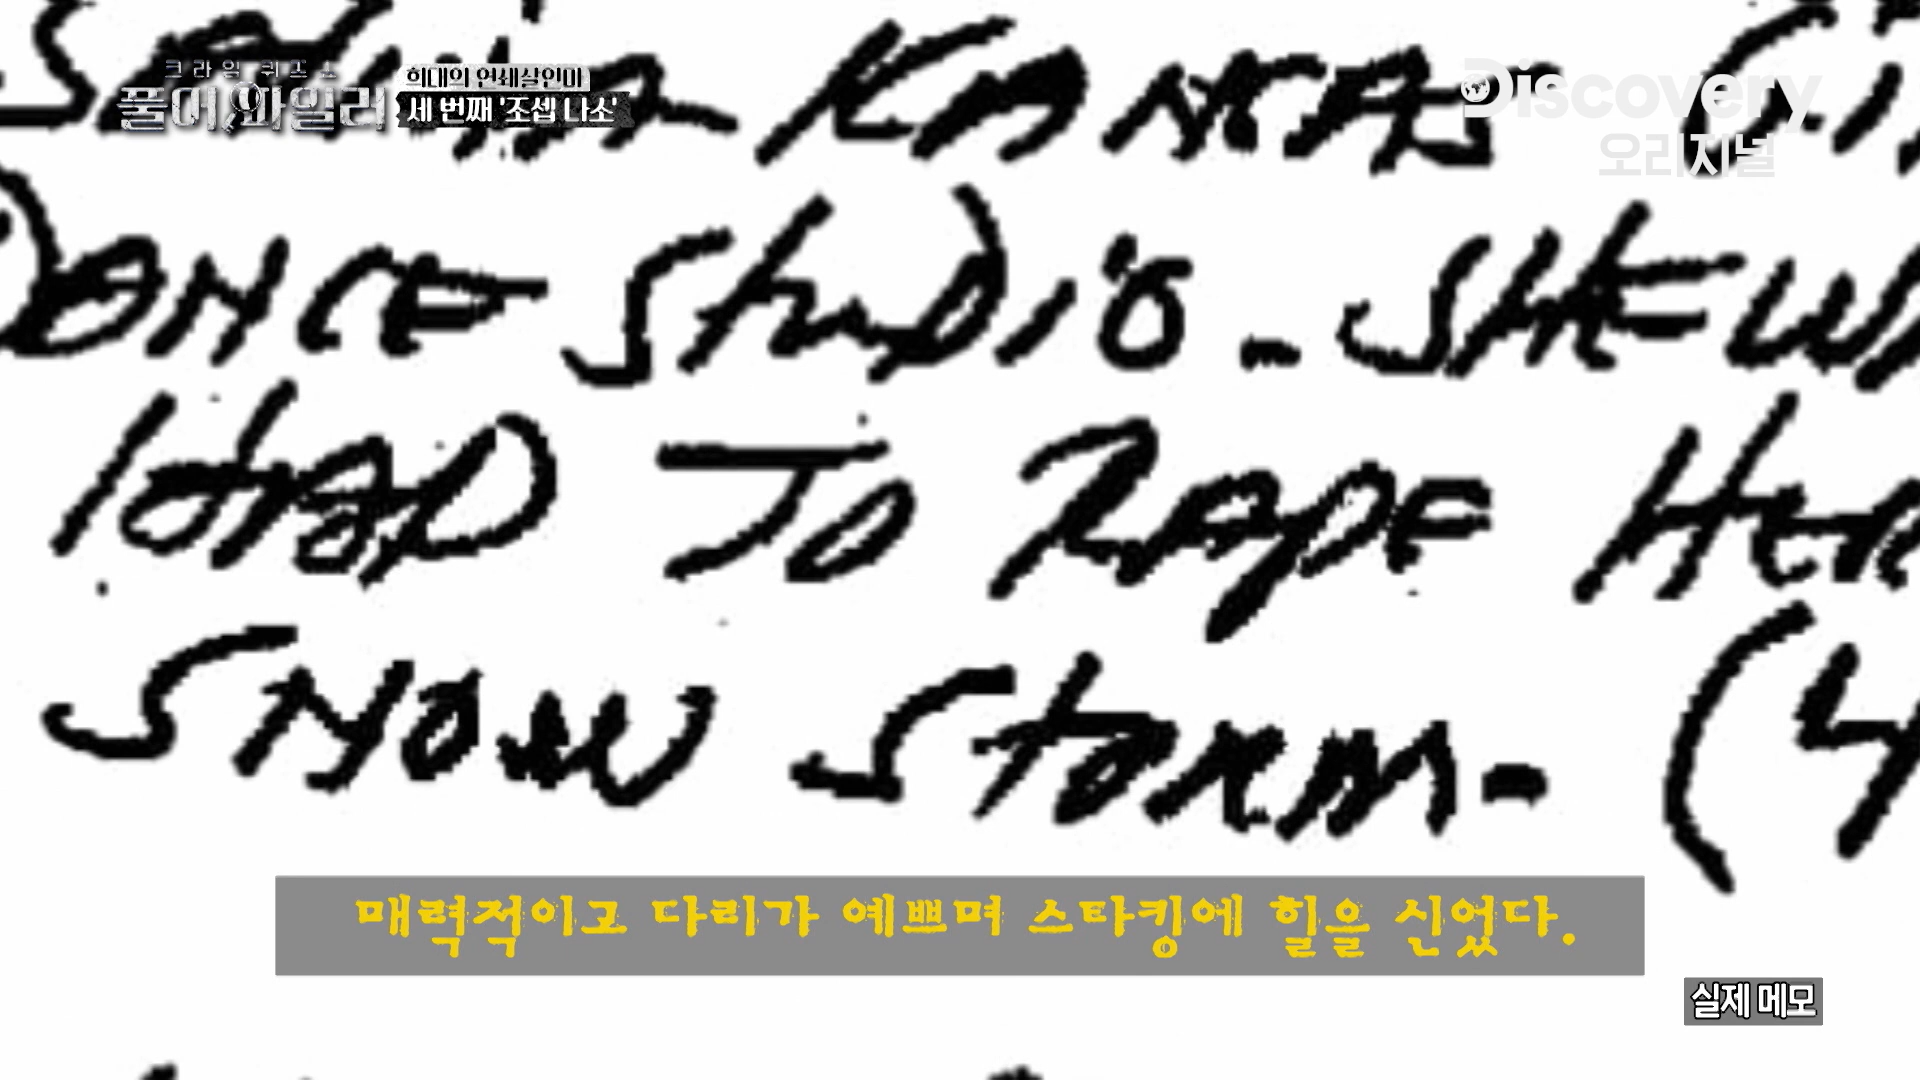 크라임 퀴즈쇼
풀어파일러
희대의 연쇄살인마
세 번째 '조셉 나소'
Discovery
오리지널
KANSAS
DANCE STUDIO - SHE
HAD TO RAPE HER
SNOW STORM - (4
매력적이고 다리가 예쁘며 스타킹에 힐을 신었다.
실제 메모